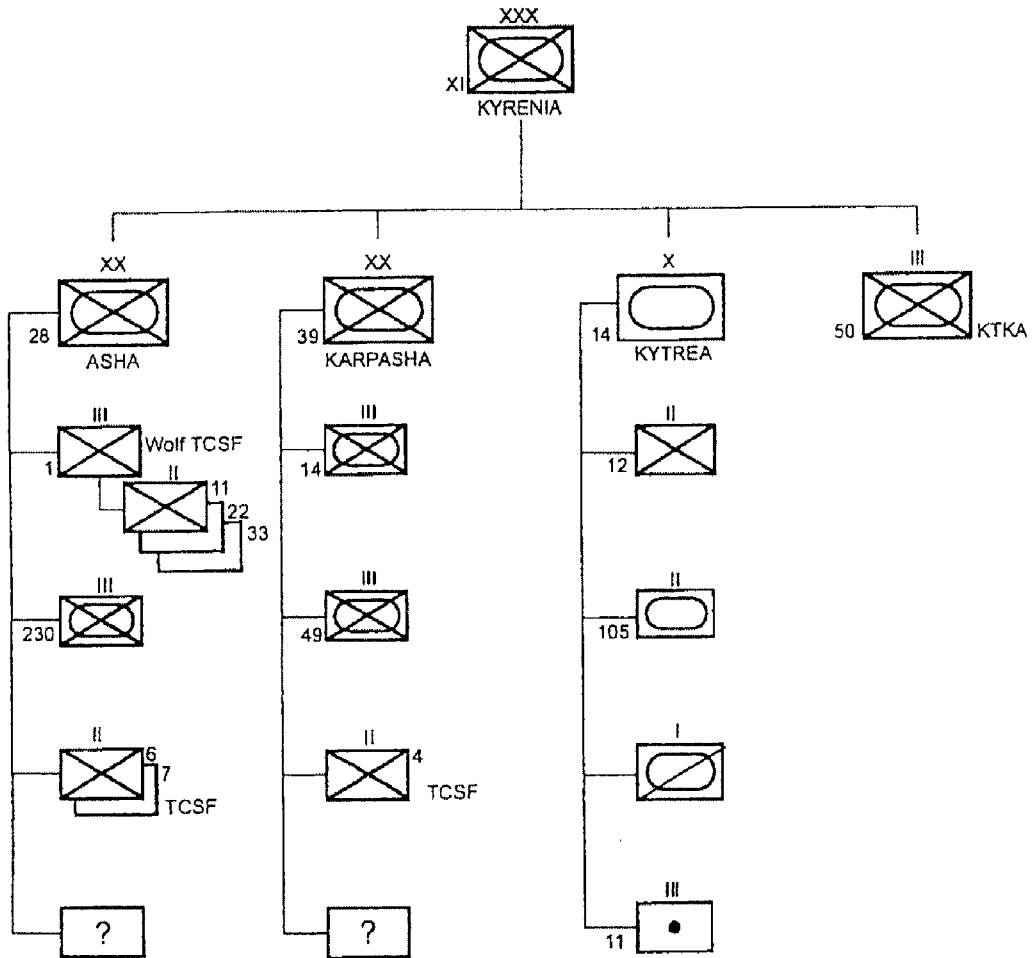 XXX
XI
KYRENIA
XX
28
ASHA
XX
39
KARPASHA
X
14
KYTREA
III
50
KTKA
III
1
Wolf TCSF
II
11
22
33
III
14
II
12
III
230
III
49
II
105
II
6
7
TCSF
II
4
TCSF
I
?
?
III
11